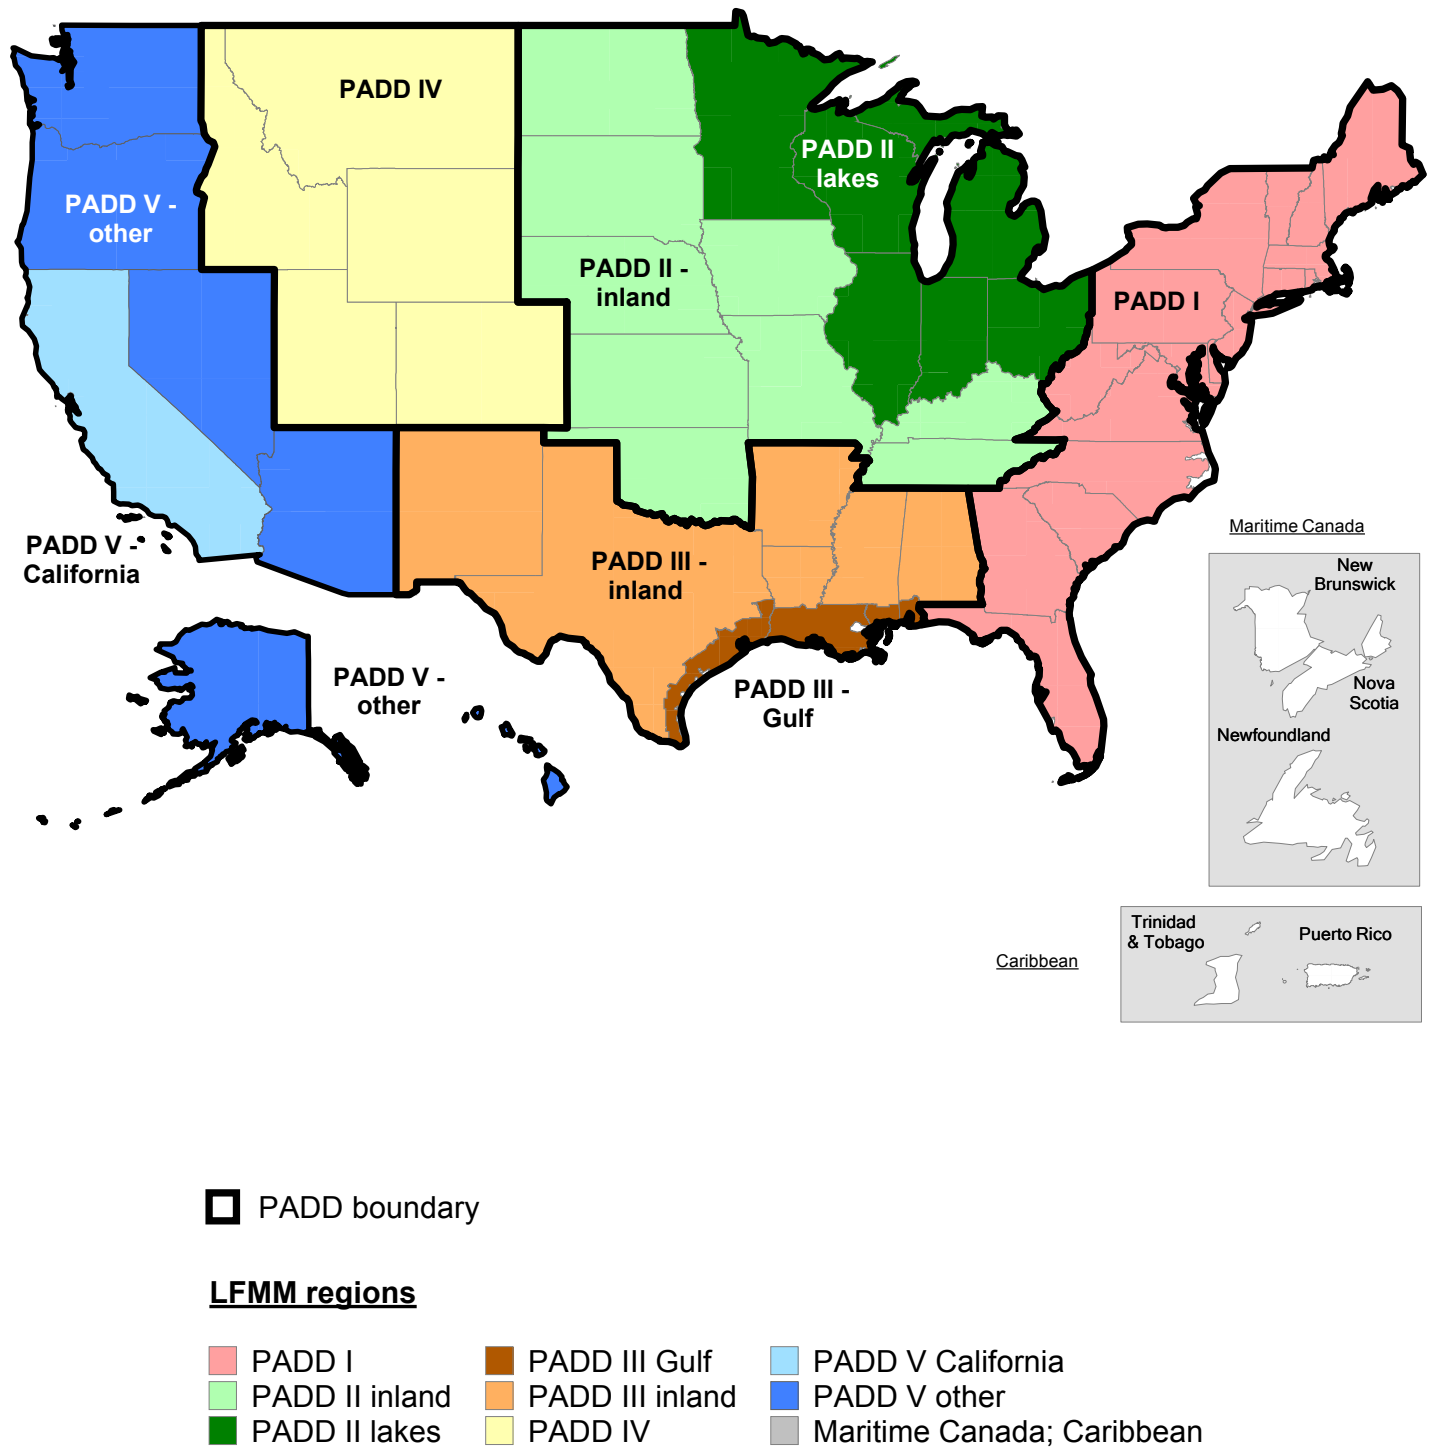 PADD IV
PADD II
lakes
PADD V -
other
PADD II -
inland
PADD I
PADD V -
California
PADD III -
inland
PADD V -
other
PADD III -
Gulf
Maritime Canada
New
Brunswick
Nova
Scotia
Newfoundland
Caribbean
Trinidad
& Tobago
Puerto Rico
PADD boundary
LFMM regions
PADD I
PADD II inland
PADD II lakes
PADD III Gulf
PADD III inland
PADD IV
PADD V California
PADD V other
Maritime Canada; Caribbean